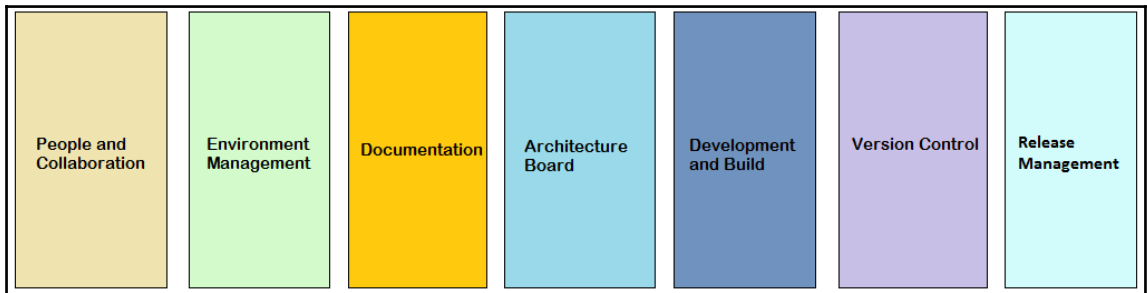 People and
Collaboration
Environment
Management
Documentation
Architecture
Board
Development
and Build
Version Control
Release
Management